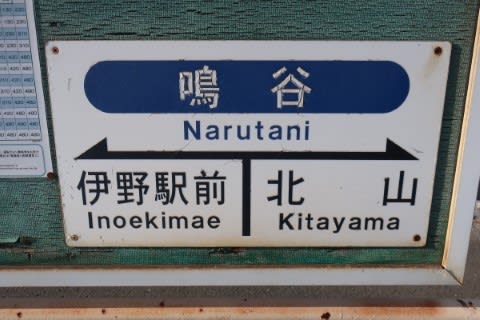 鳴谷
Narutani
伊野駅前 北山
Inoekimae Kitayama